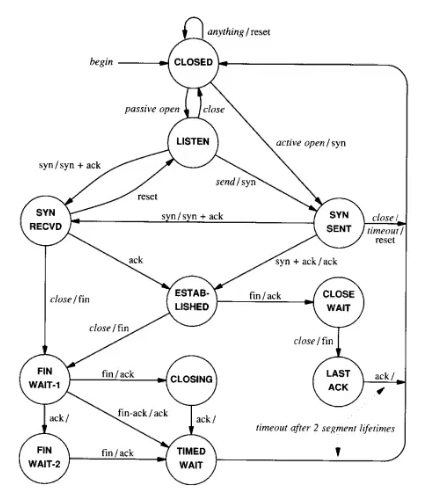 anything / reset
begin
CLOSED
passive open
close
LISTEN
active open / syn
syn / syn + ack
send / syn
reset
SYN
RECVD
syn / syn + ack
SYN
SENT
close /
timeout /
reset
ack
syn + ack / ack
close / fin
ESTAB-
LISHED
fin / ack
CLOSE
WAIT
close / fin
close / fin
FIN
WAIT-1
fin / ack
CLOSING
LAST
ACK
ack /
ack /
fin-ack / ack
ack /
timeout after 2 segment lifetimes
FIN
WAIT-2
fin / ack
TIMED
WAIT